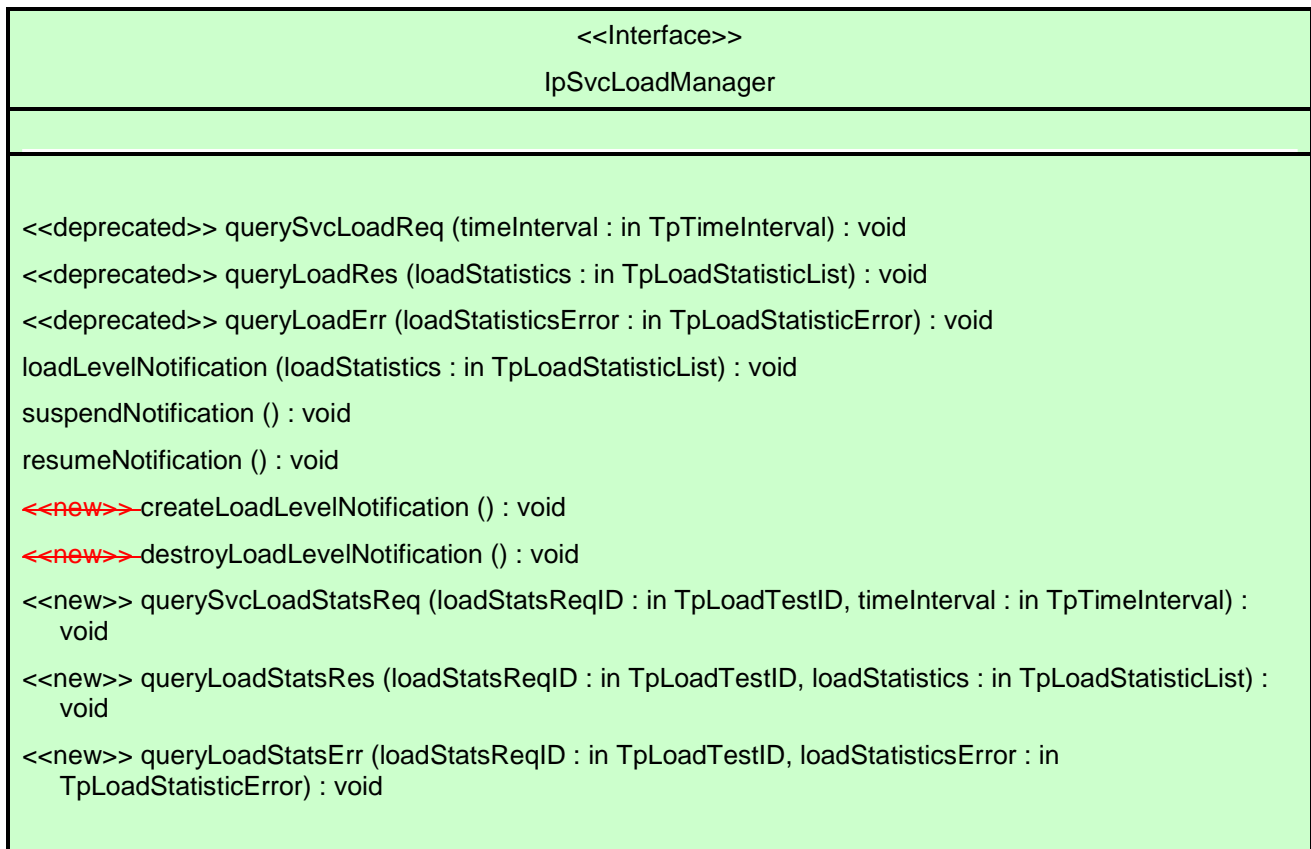 <<Interface>>
IpSvcLoadManager
<<deprecated>> querySvcLoadReq (timeInterval : in TpTimeInterval) : void
<<deprecated>> queryLoadRes (loadStatistics : in TpLoadStatisticList) : void
<<deprecated>> queryLoadErr (loadStatisticsError : in TpLoadStatisticError) : void
loadLevelNotification (loadStatistics : in TpLoadStatisticList) : void
suspendNotification () : void
resumeNotification () : void
<<new>> createLoadLevelNotification () : void
<<new>> destroyLoadLevelNotification () : void
<<new>> querySvcLoadStatsReq (loadStatsReqID : in TpLoadTestID, timeInterval : in TpTimeInterval) :
void
<<new>> queryLoadStatsRes (loadStatsReqID : in TpLoadTestID, loadStatistics : in TpLoadStatisticList) :
void
<<new>> queryLoadStatsErr (loadStatsReqID : in TpLoadTestID, loadStatisticsError : in
TpLoadStatisticError) : void